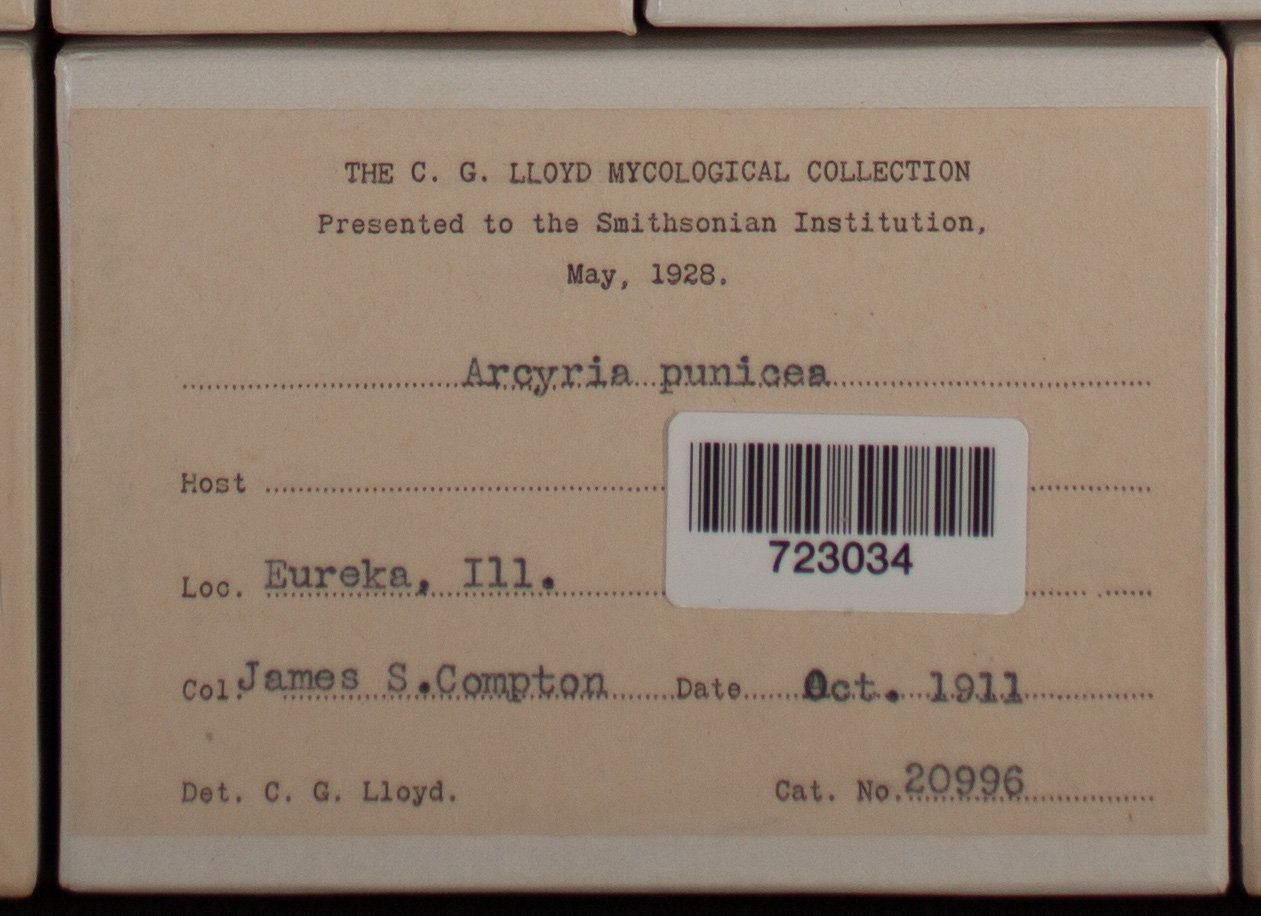 THE C. G. LLOYD MYCOLOGICAL COLLECTION
Presented to the Smithsonian Institution,
May, 1928.
Arcyria punicea
Host
723034
Loc. Eureka, Ill.
Col. James S. Compton Date Oct. 1911
Det. C. G. Lloyd. Cat. No. 20996